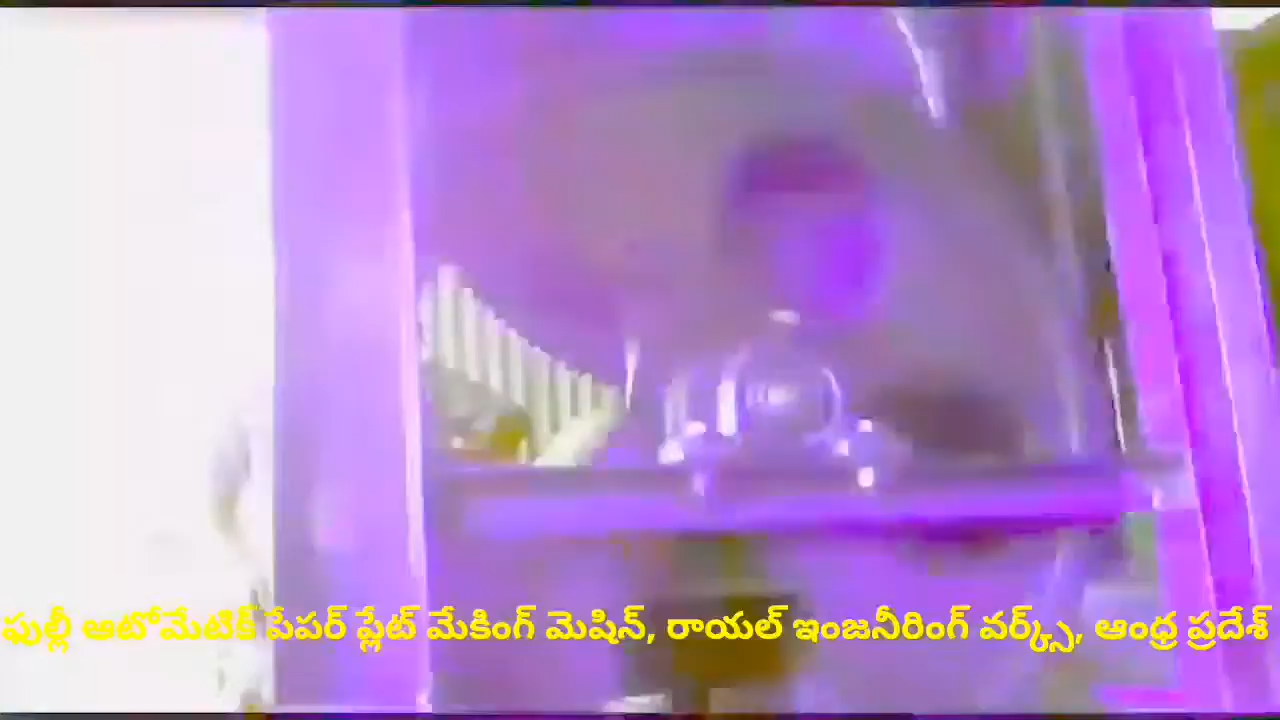 ఫుల్లీ ఆటోమేటిక్ పేపర్ ప్లేట్ మేకింగ్ మెషిన్, రాయల్ ఇంజనీరింగ్ వర్క్స్, ఆంధ్ర ప్రదేశ్